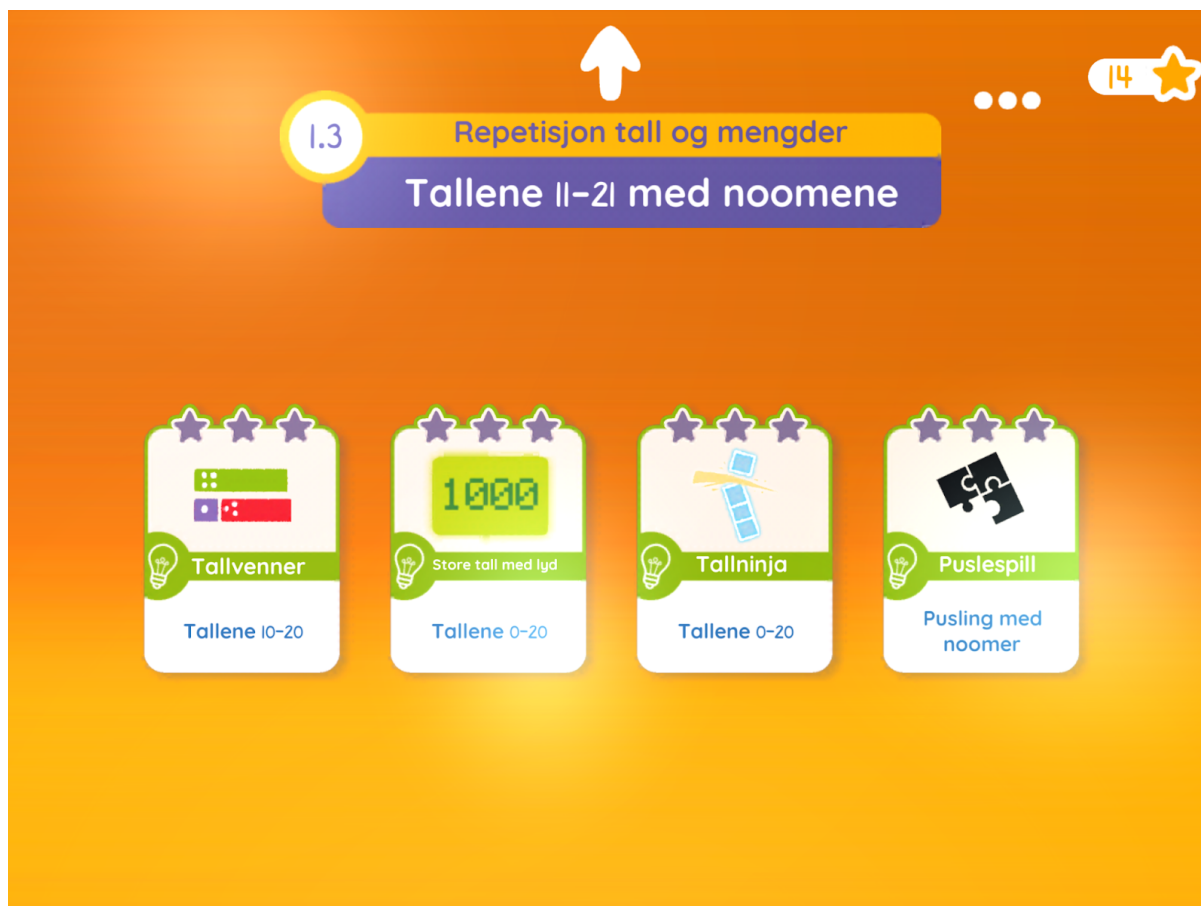 14
1.3
Repetisjon tall og mengder
Tallene 11-21 med noomene
Tallvenner
Tallene 10-20
1000
Store tall med lyd
Tallene 0-20
Tallninja
Tallene 0-20
Puslespill
Pusling med
noomer